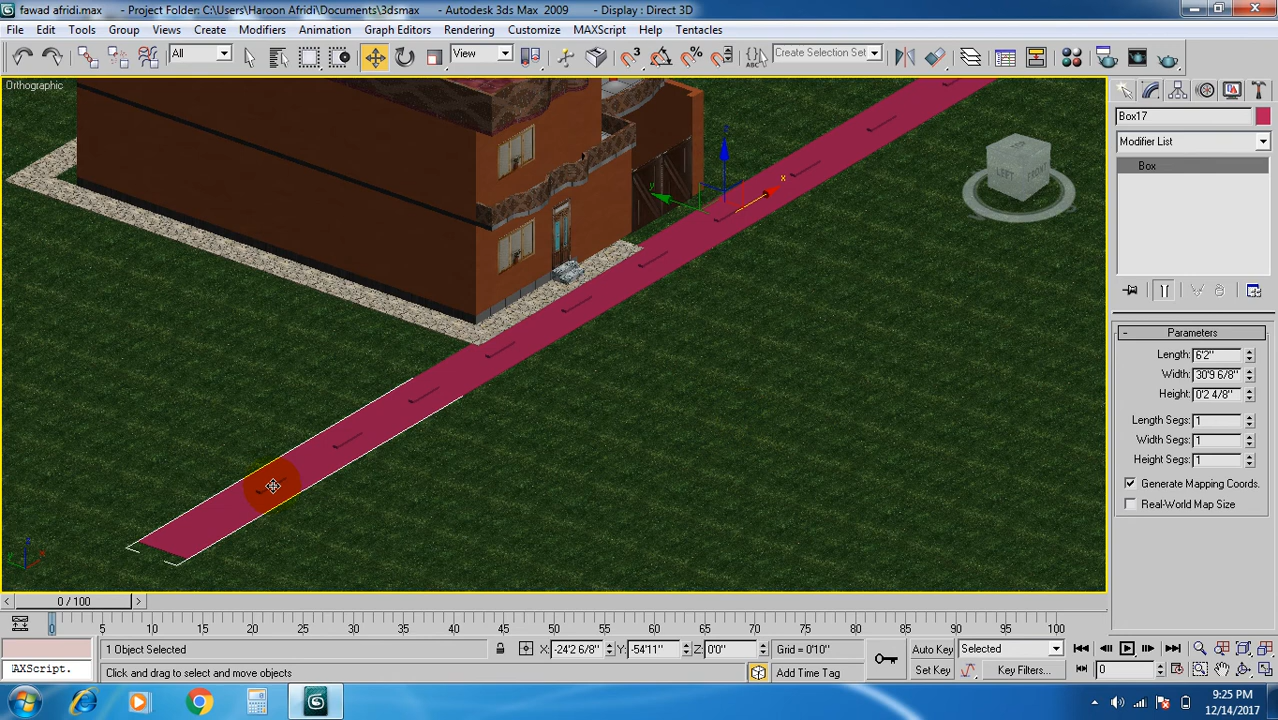 fawad afridi.max - Project Folder: C:\Users\Haroon Afridi\Documents\3dsmax - Autodesk 3ds Max 2009 - Display : Direct 3D
File Edit Tools Group Views Create Modifiers Animation Graph Editors Rendering Customize MAXScript Help Tentacles
All View 3 % ABC Create Selection Set
Orthographic
z
x
y
TOP
LEFT FRONT
Box17
Modifier List
Box
- Parameters
Length: 6'2"
Width: 30'9 6/8"
Height: 0'2 4/8"
Length Segs: 1
Width Segs: 1
Height Segs: 1
Generate Mapping Coords.
Real-World Map Size
< 0 / 100 >
0 5 10 15 20 25 30 35 40 45 50 55 60 65 70 75 80 85 90 95 100
1 Object Selected X: -24'2 6/8" Y: -54'11" Z: 0'0" Grid = 0'10" Auto Key Selected
AXScript. Click and drag to select and move objects Add Time Tag Set Key Key Filters... 0
9:25 PM
12/14/2017